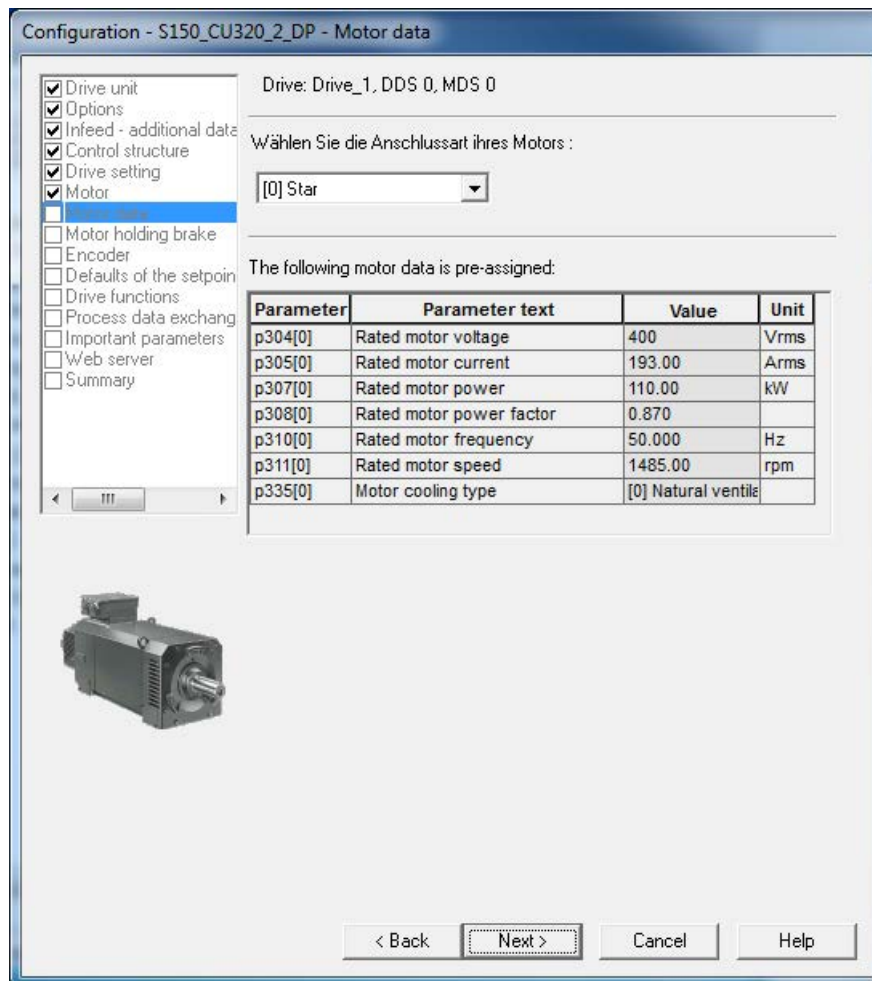 Configuration - S150_CU320_2_DP - Motor data
Drive unit
Options
Infeed - additional data
Control structure
Drive setting
Motor
Motor data
Motor holding brake
Encoder
Defaults of the setpoin
Drive functions
Process data exchang
Important parameters
Web server
Summary
Drive: Drive_1, DDS 0, MDS 0
Wählen Sie die Anschlussart ihres Motors :
[0] Star
The following motor data is pre-assigned:
Parameter Parameter text Value Unit
p304[0] Rated motor voltage 400 Vrms
p305[0] Rated motor current 193.00 Arms
p307[0] Rated motor power 110.00 kW
p308[0] Rated motor power factor 0.870
p310[0] Rated motor frequency 50.000 Hz
p311[0] Rated motor speed 1485.00 rpm
p335[0] Motor cooling type [0] Natural ventila
< Back Next > Cancel Help